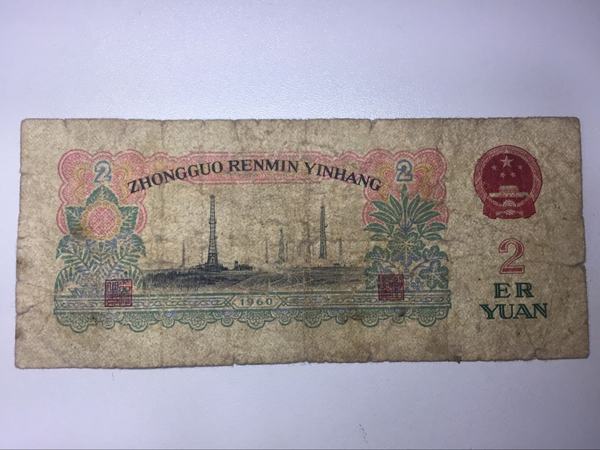 2
2
ZHONGGUO RENMIN YINHANG
1960
2
ER
YUAN